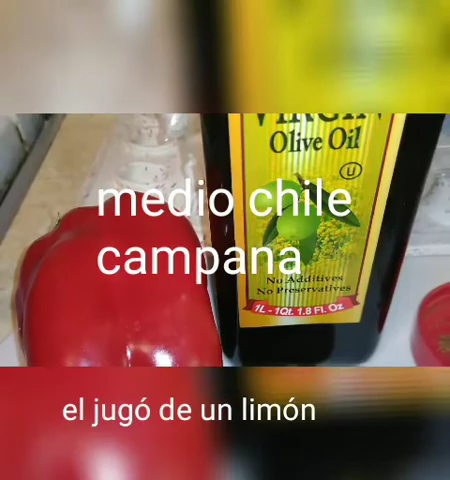 VIRGIN
Olive Oil
U
medio chile
campana
No Additives
No Preservatives
1L - 1Qt. 1.8 Fl. Oz
el jugó de un limón